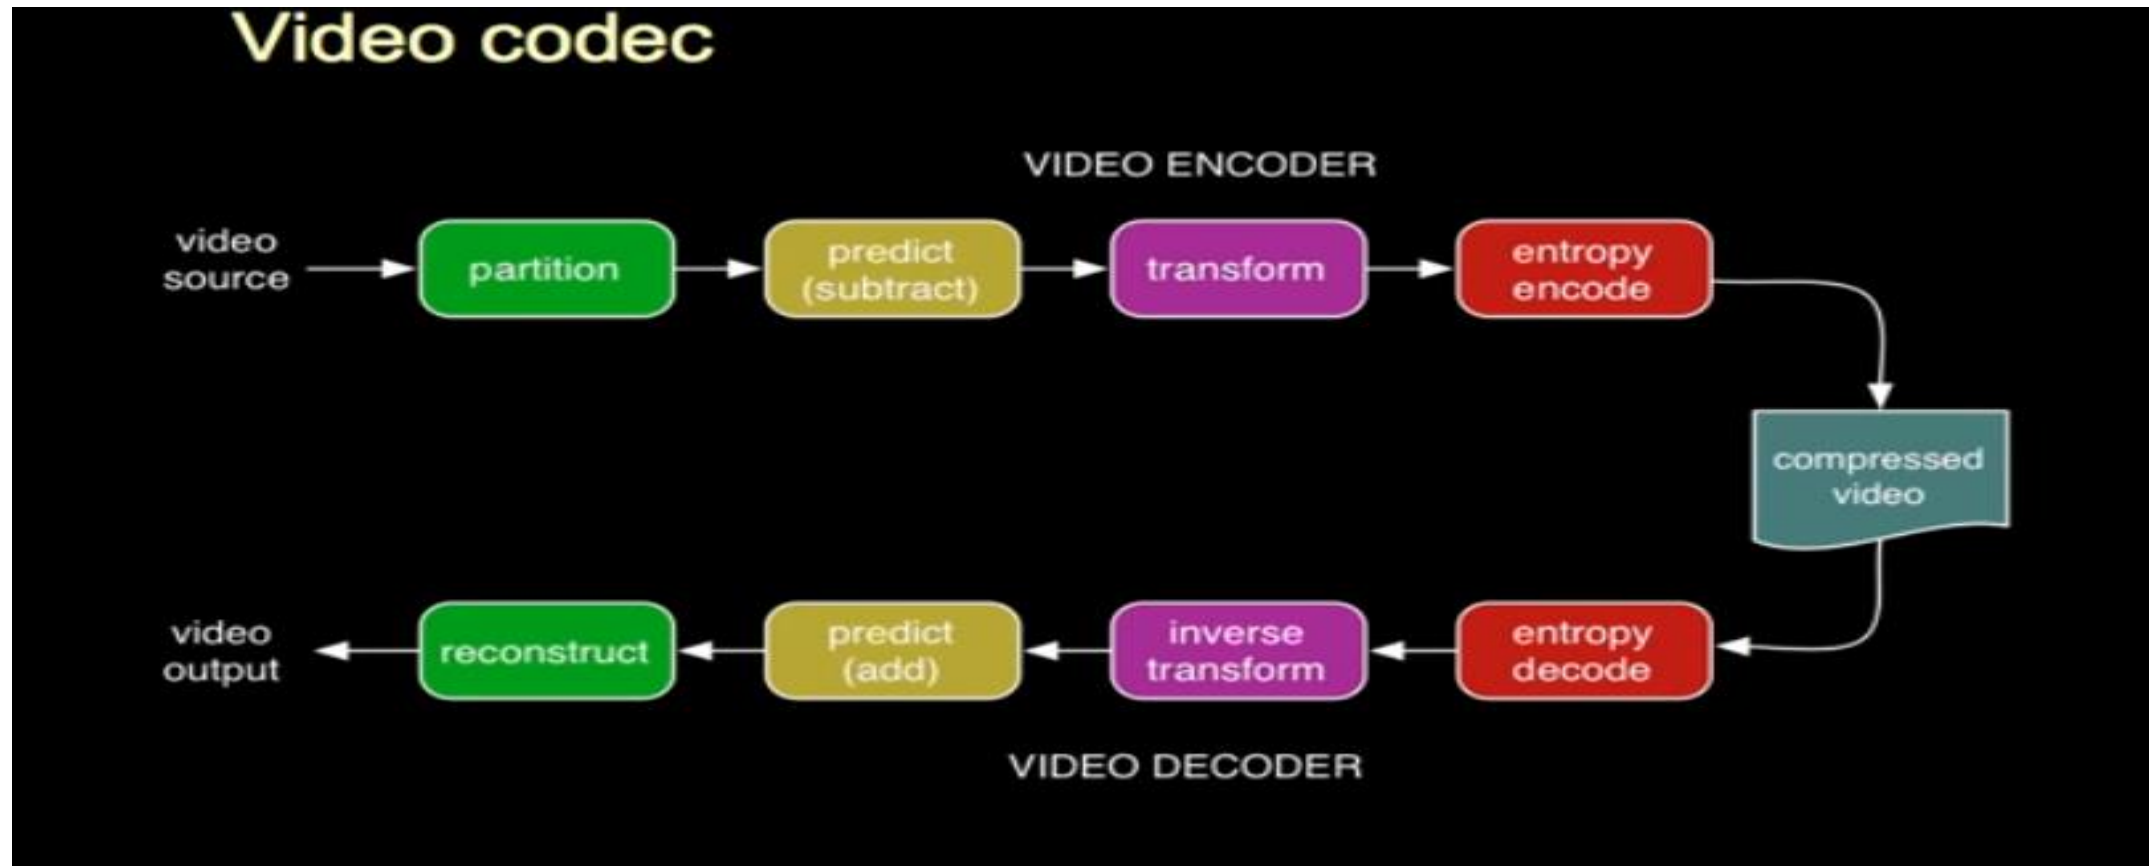 Video codec
VIDEO ENCODER
video
source
partition
predict
(subtract)
transform
entropy
encode
compressed
video
video
output
reconstruct
predict
(add)
inverse
transform
entropy
decode
VIDEO DECODER